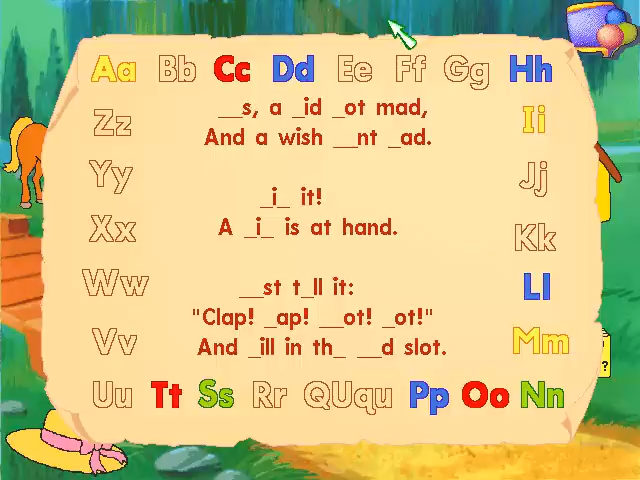 Aa Bb Cc Dd Ee Ff Gg Hh
Zz
Ii
Yy
Jj
Xx
Kk
Ww
Ll
Vv
Mm
Uu Tt Ss Rr QUqu Pp Oo Nn
__s, a _id _ot mad,
And a wish __nt _ad.
_i_ it!
A _i_ is at hand.
__st t_ll it:
"Clap! _ap! __ot! _ot!"
And _ill in th_ __d slot.
?